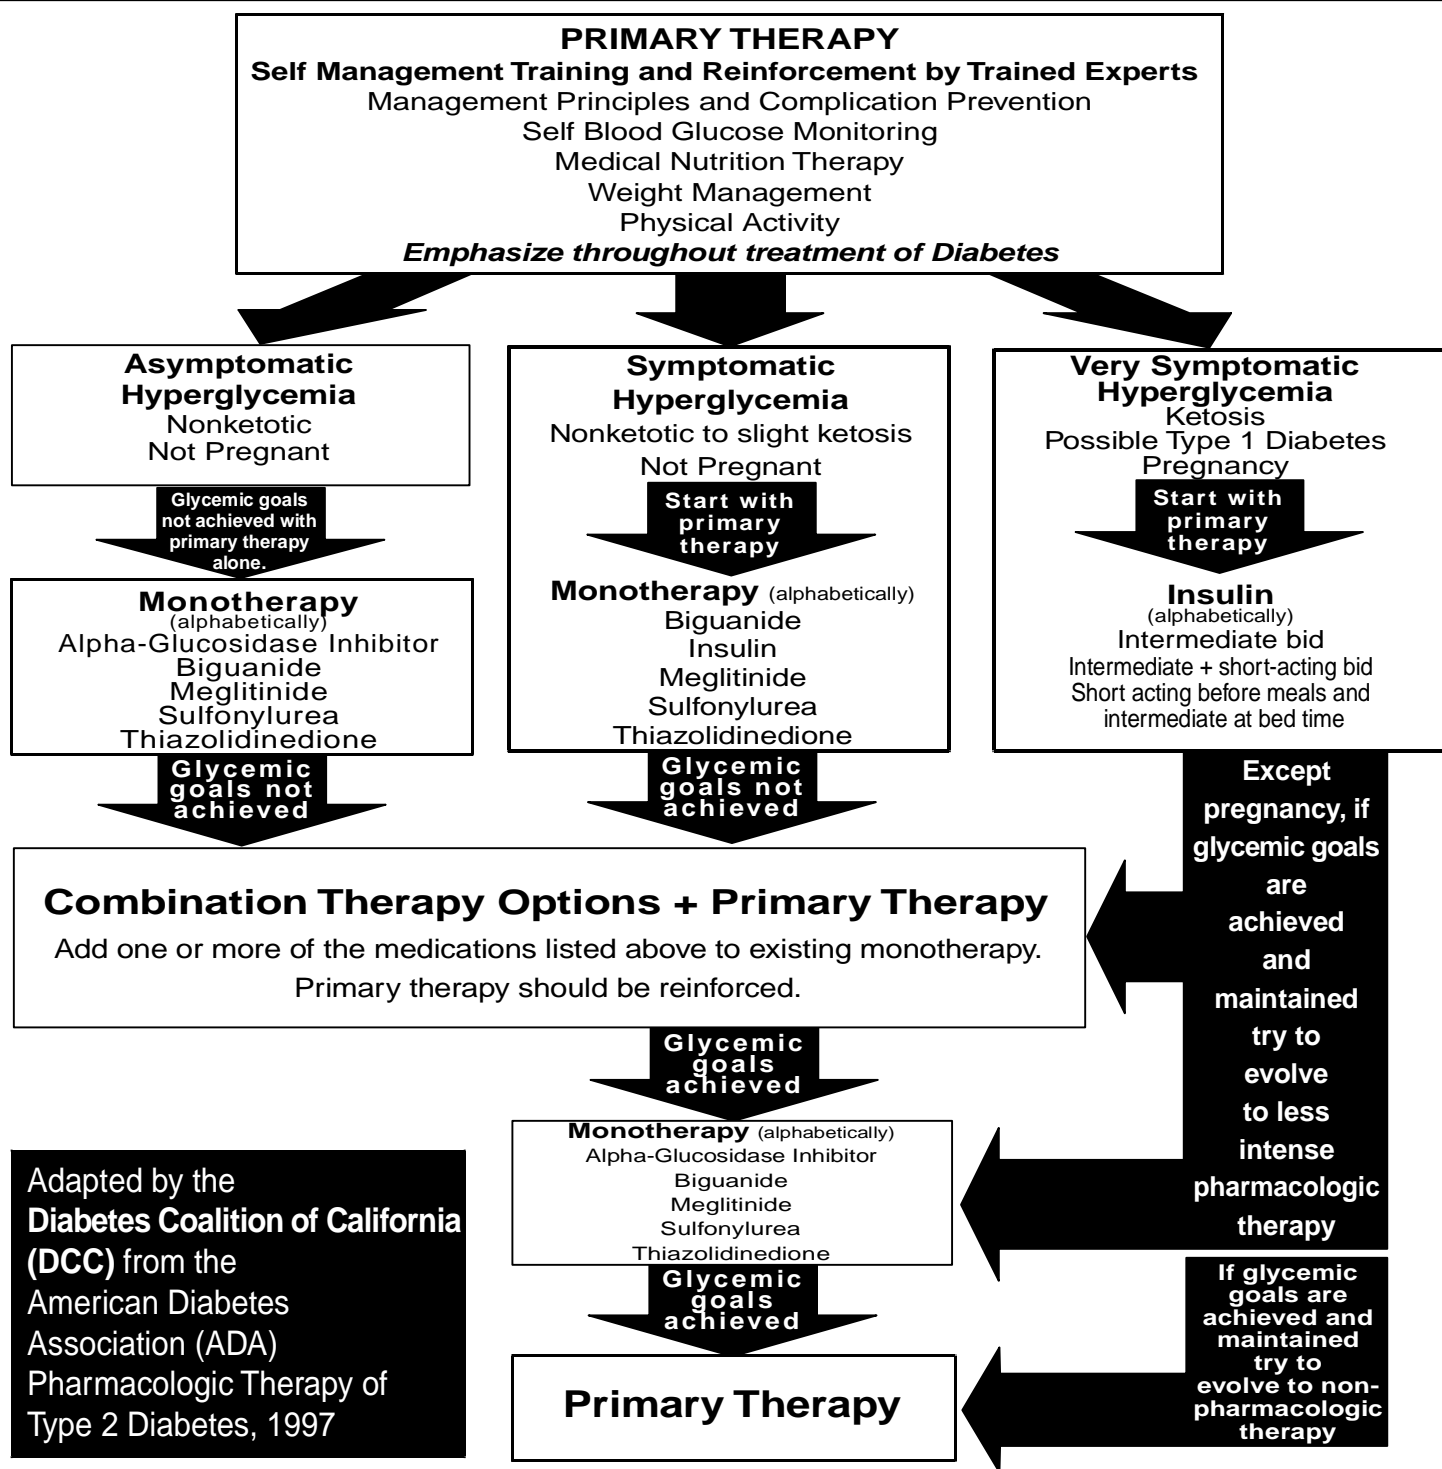 PRIMARY THERAPY
Self Management Training and Reinforcement by Trained Experts
Management Principles and Complication Prevention
Self Blood Glucose Monitoring
Medical Nutrition Therapy
Weight Management
Physical Activity
Emphasize throughout treatment of Diabetes
Asymptomatic
Hyperglycemia
Nonketotic
Not Pregnant
Glycemic goals
not achieved with
primary therapy
alone.
Monotherapy
(alphabetically)
Alpha-Glucosidase Inhibitor
Biguanide
Meglitinide
Sulfonylurea
Thiazolidinedione
Glycemic
goals not
achieved
Symptomatic
Hyperglycemia
Nonketotic to slight ketosis
Not Pregnant
Start with
primary
therapy
Monotherapy (alphabetically)
Biguanide
Insulin
Meglitinide
Sulfonylurea
Thiazolidinedione
Glycemic
goals not
achieved
Very Symptomatic
Hyperglycemia
Ketosis
Possible Type 1 Diabetes
Pregnancy
Start with
primary
therapy
Insulin
(alphabetically)
Intermediate bid
Intermediate + short-acting bid
Short acting before meals and
intermediate at bed time
Except
pregnancy, if
glycemic goals
are
achieved
and
maintained
try to
evolve
to less
intense
pharmacologic
therapy
Combination Therapy Options + Primary Therapy
Add one or more of the medications listed above to existing monotherapy.
Primary therapy should be reinforced.
Glycemic
goals
achieved
Monotherapy (alphabetically)
Alpha-Glucosidase Inhibitor
Biguanide
Meglitinide
Sulfonylurea
Thiazolidinedione
Glycemic
goals
achieved
If glycemic
goals are
achieved and
maintained
try to
evolve to non-
pharmacologic
therapy
Primary Therapy
Adapted by the
Diabetes Coalition of California
(DCC) from the
American Diabetes
Association (ADA)
Pharmacologic Therapy of
Type 2 Diabetes, 1997